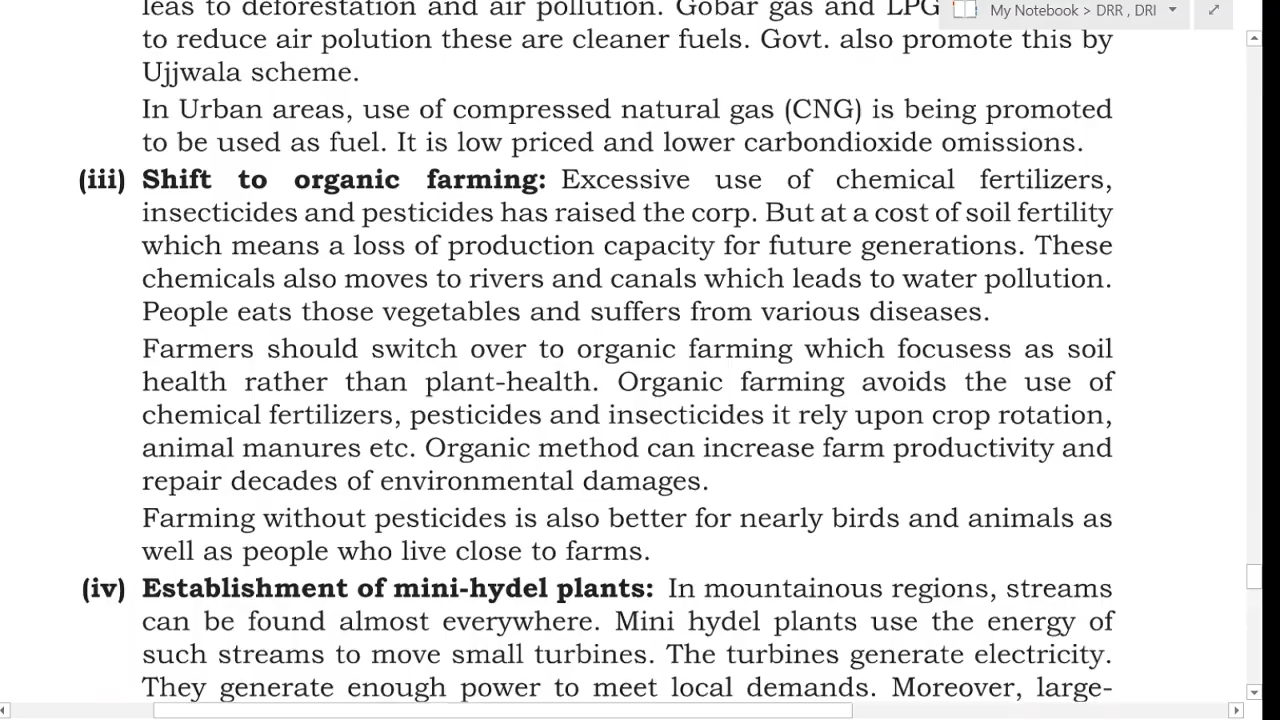 leas to deforestation and air pollution. Gobar gas and LPG
My Notebook > DRR , DRI
to reduce air polution these are cleaner fuels. Govt. also promote this by
Ujjwala scheme.
In Urban areas, use of compressed natural gas (CNG) is being promoted
to be used as fuel. It is low priced and lower carbondioxide omissions.
(iii) Shift to organic farming: Excessive use of chemical fertilizers,
insecticides and pesticides has raised the corp. But at a cost of soil fertility
which means a loss of production capacity for future generations. These
chemicals also moves to rivers and canals which leads to water pollution.
People eats those vegetables and suffers from various diseases.
Farmers should switch over to organic farming which focusess as soil
health rather than plant-health. Organic farming avoids the use of
chemical fertilizers, pesticides and insecticides it rely upon crop rotation,
animal manures etc. Organic method can increase farm productivity and
repair decades of environmental damages.
Farming without pesticides is also better for nearly birds and animals as
well as people who live close to farms.
(iv) Establishment of mini-hydel plants: In mountainous regions, streams
can be found almost everywhere. Mini hydel plants use the energy of
such streams to move small turbines. The turbines generate electricity.
They generate enough power to meet local demands. Moreover, large-